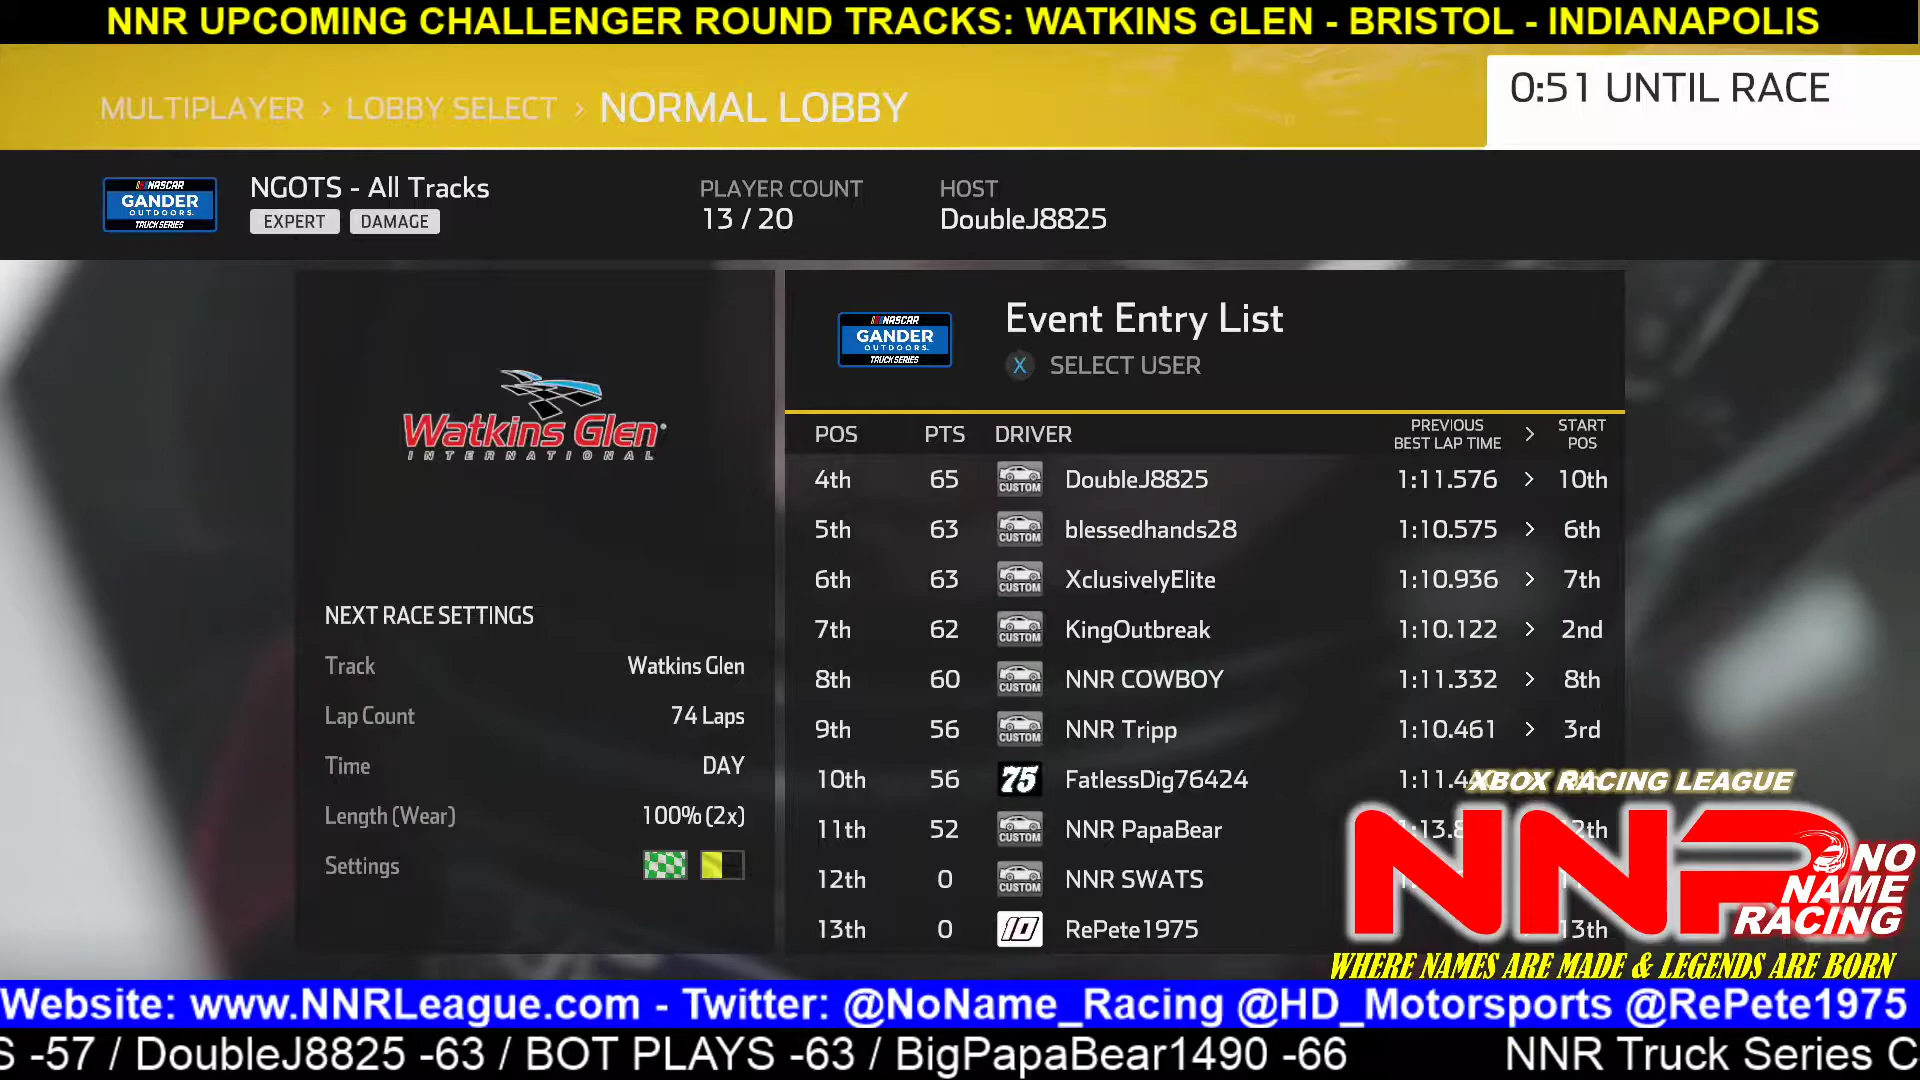 NNR UPCOMING CHALLENGER ROUND TRACKS: WATKINS GLEN - BRISTOL - INDIANAPOLIS
MULTIPLAYER > LOBBY SELECT > NORMAL LOBBY
0:51 UNTIL RACE
NASCAR
GANDER
OUTDOORS
TRUCK SERIES
NGOTS - All Tracks
EXPERT DAMAGE
PLAYER COUNT
13 / 20
HOST
DoubleJ8825
Watkins Glen
INTERNATIONAL
NEXT RACE SETTINGS
Track Watkins Glen
Lap Count 74 Laps
Time DAY
Length (Wear) 100% (2x)
Settings
NASCAR
GANDER
OUTDOORS
TRUCK SERIES
Event Entry List
X SELECT USER
POS PTS DRIVER PREVIOUS BEST LAP TIME > START POS
4th 65 CUSTOM DoubleJ8825 1:11.576 > 10th
5th 63 CUSTOM blessedhands28 1:10.575 > 6th
6th 63 CUSTOM XclusivelyElite 1:10.936 > 7th
7th 62 CUSTOM KingOutbreak 1:10.122 > 2nd
8th 60 CUSTOM NNR COWBOY 1:11.332 > 8th
9th 56 CUSTOM NNR Tripp 1:10.461 > 3rd
10th 56 75 FatlessDig76424
11th 52 CUSTOM NNR PapaBear
12th 0 CUSTOM NNR SWATS
13th 0 10 RePete1975 13th
XBOX RACING LEAGUE
NNR
NO
NAME
RACING
WHERE NAMES ARE MADE & LEGENDS ARE BORN
Website: www.NNRLeague.com - Twitter: @NoName_Racing @HD_Motorsports @RePete1975
S -57 / DoubleJ8825 -63 / BOT PLAYS -63 / BigPapaBear1490 -66 NNR Truck Series C